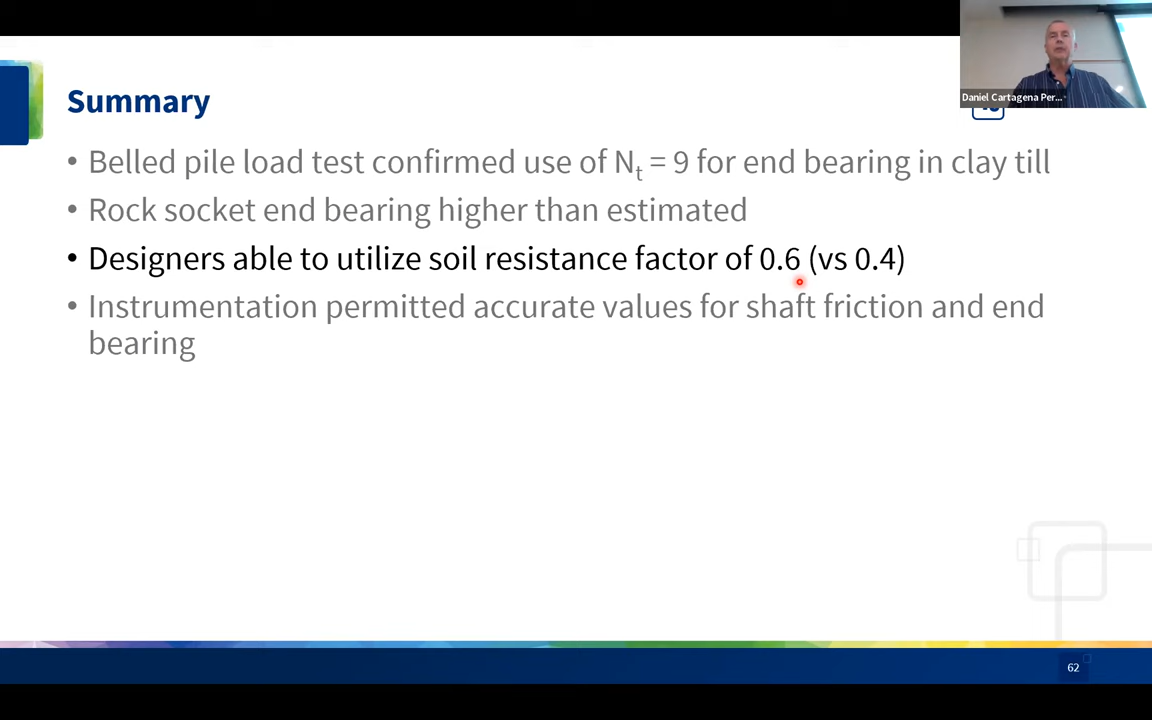 Summary
Daniel Cartagena Per...
• Belled pile load test confirmed use of Nt = 9 for end bearing in clay till
• Rock socket end bearing higher than estimated
• Designers able to utilize soil resistance factor of 0.6 (vs 0.4)
• Instrumentation permitted accurate values for shaft friction and end
bearing
62